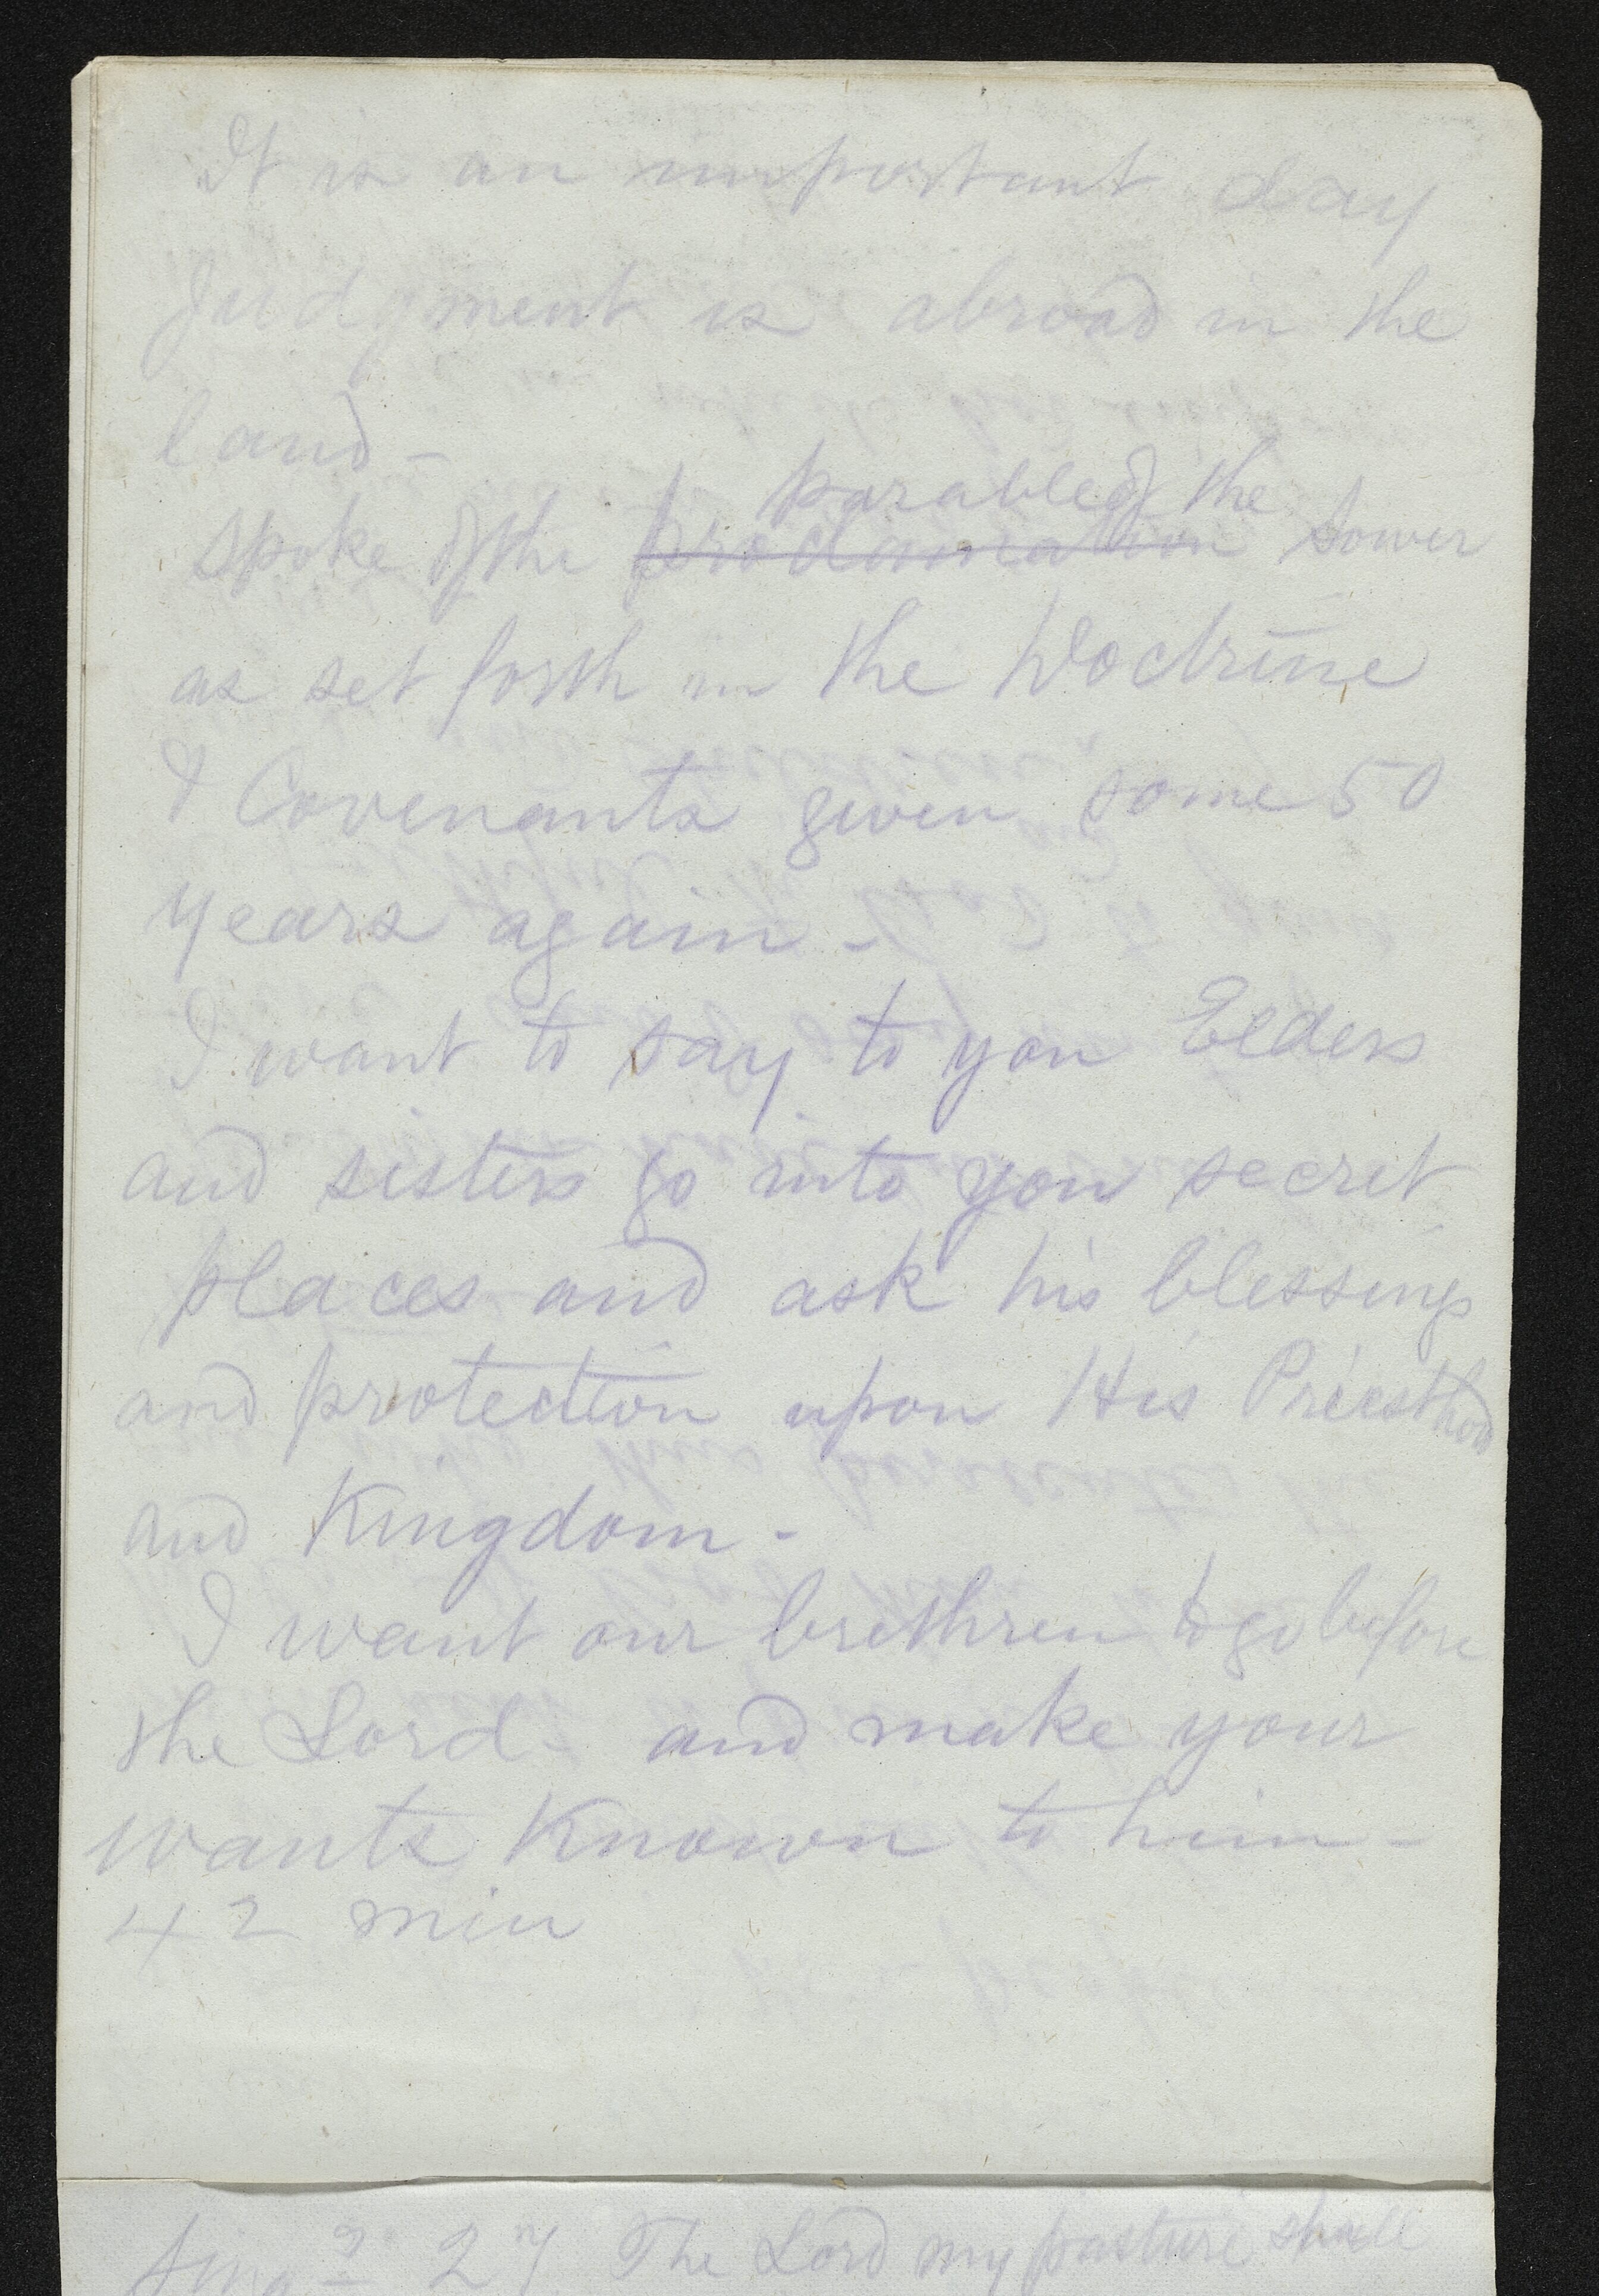 It is an important day
Judgment is abroad in the
land -
parable of the
spoke of the proclamation sower
as set forth in the Doctrine
& Covenants given some 50
years again -
I want to say to you Elders
and sisters go into you secret
places and ask his blessings
and protection upon His Priesthod
and Kingdom -
I want our brethren to go before
the Lord - and make your
wants Known to him -
42 min
The Lord my pasture shall